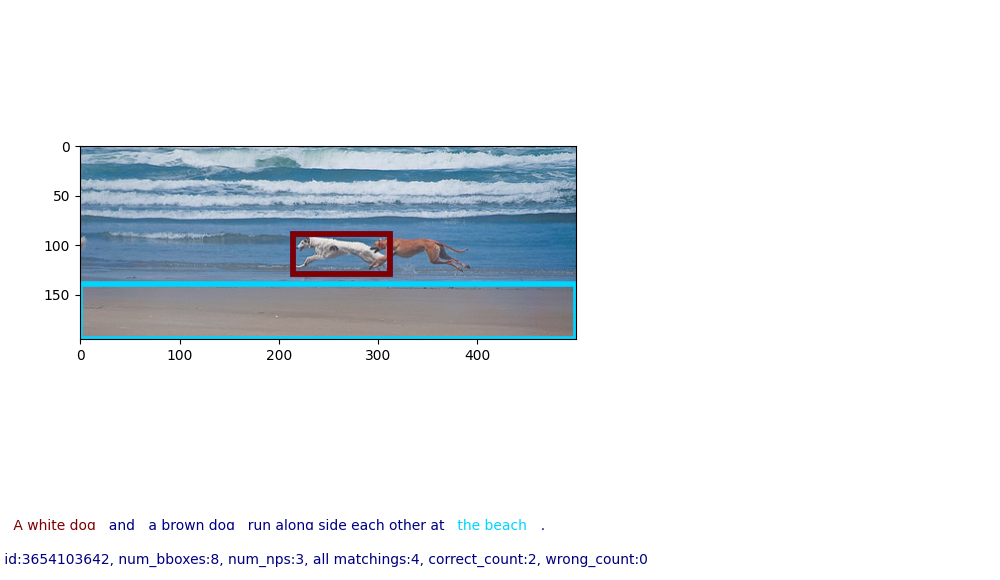 0
50
100
150
0 100 200 300 400
A white dog and a brown dog run along side each other at the beach .
id:3654103642, num_bboxes:8, num_nps:3, all matchings:4, correct_count:2, wrong_count:0